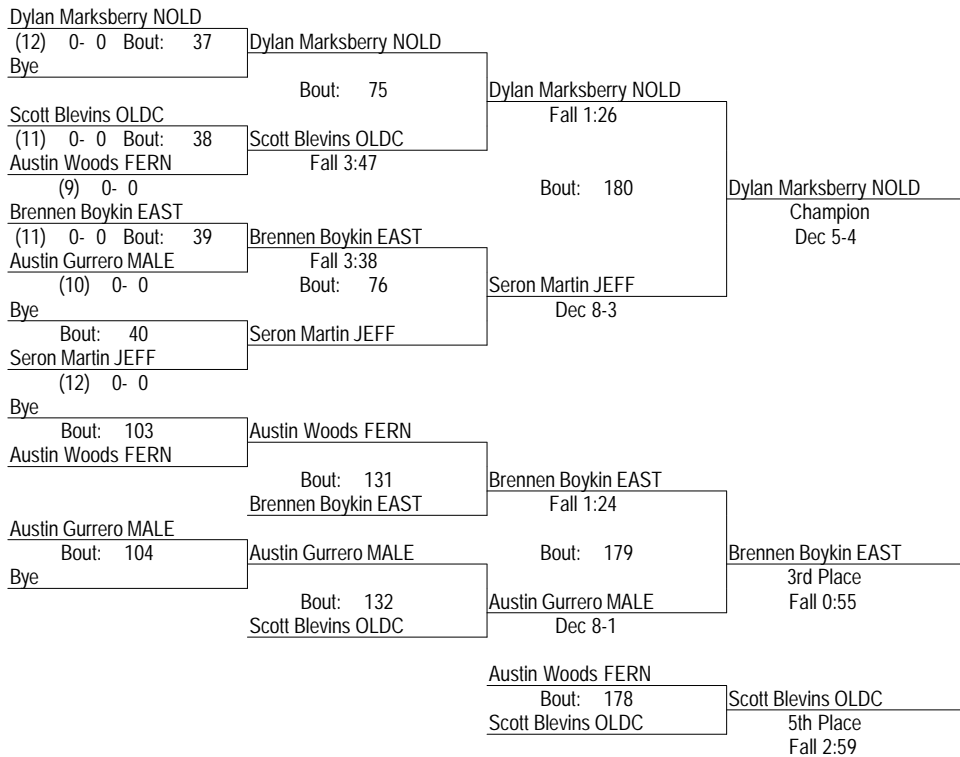 Dylan Marksberry NOLD
(12) 0- 0 Bout: 37
Bye
Dylan Marksberry NOLD
Bout: 75
Scott Blevins OLDC
(11) 0- 0 Bout: 38
Austin Woods FERN
(9) 0- 0
Scott Blevins OLDC
Fall 3:47
Dylan Marksberry NOLD
Fall 1:26
Bout: 180
Brennen Boykin EAST
(11) 0- 0 Bout: 39
Austin Gurrero MALE
(10) 0- 0
Brennen Boykin EAST
Fall 3:38
Bout: 76
Bye
Bout: 40
Seron Martin JEFF
(12) 0- 0
Seron Martin JEFF
Seron Martin JEFF
Dec 8-3
Dylan Marksberry NOLD
Champion
Dec 5-4
Bye
Bout: 103
Austin Woods FERN
Austin Woods FERN
Bout: 131
Brennen Boykin EAST
Brennen Boykin EAST
Fall 1:24
Bout: 179
Austin Gurrero MALE
Bout: 104
Bye
Austin Gurrero MALE
Bout: 132
Scott Blevins OLDC
Austin Gurrero MALE
Dec 8-1
Brennen Boykin EAST
3rd Place
Fall 0:55
Austin Woods FERN
Bout: 178
Scott Blevins OLDC
Scott Blevins OLDC
5th Place
Fall 2:59